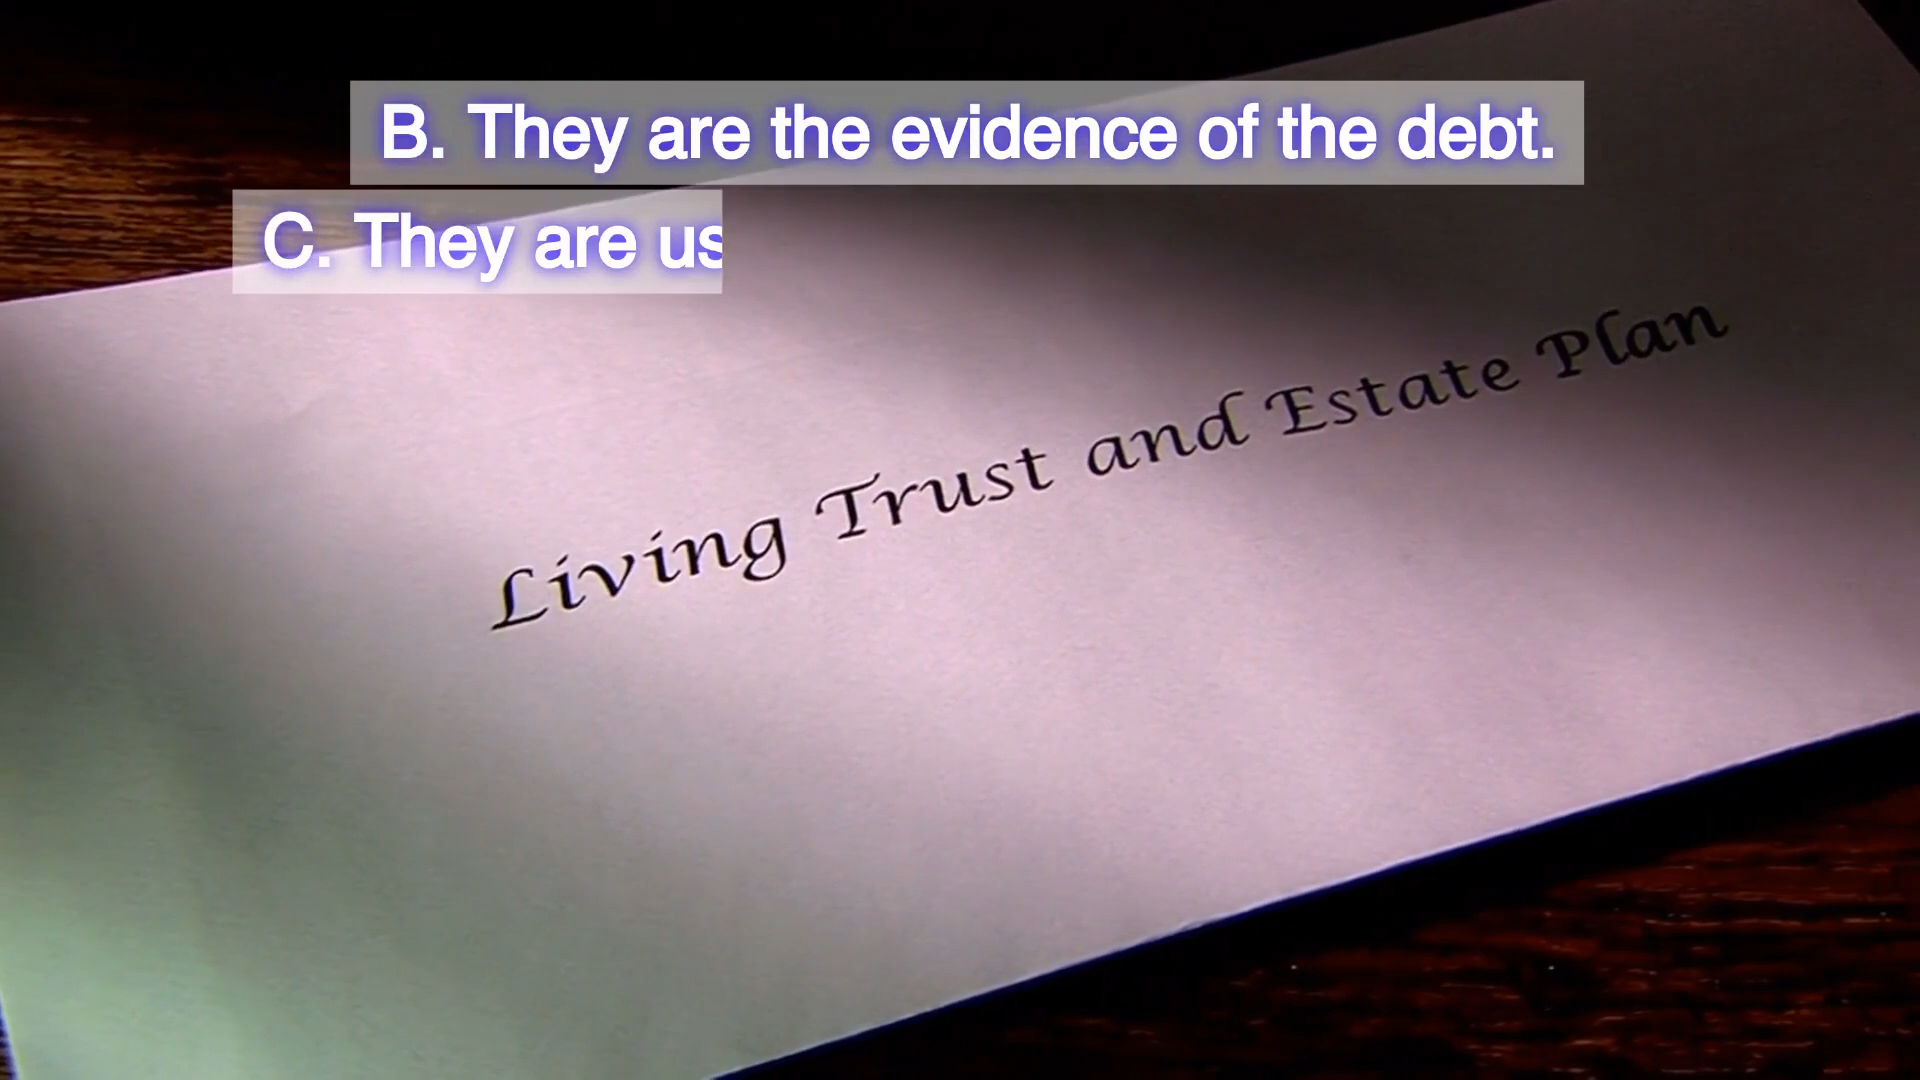 B. They are the evidence of the debt.
C. They are us
Living Trust and Estate Plan